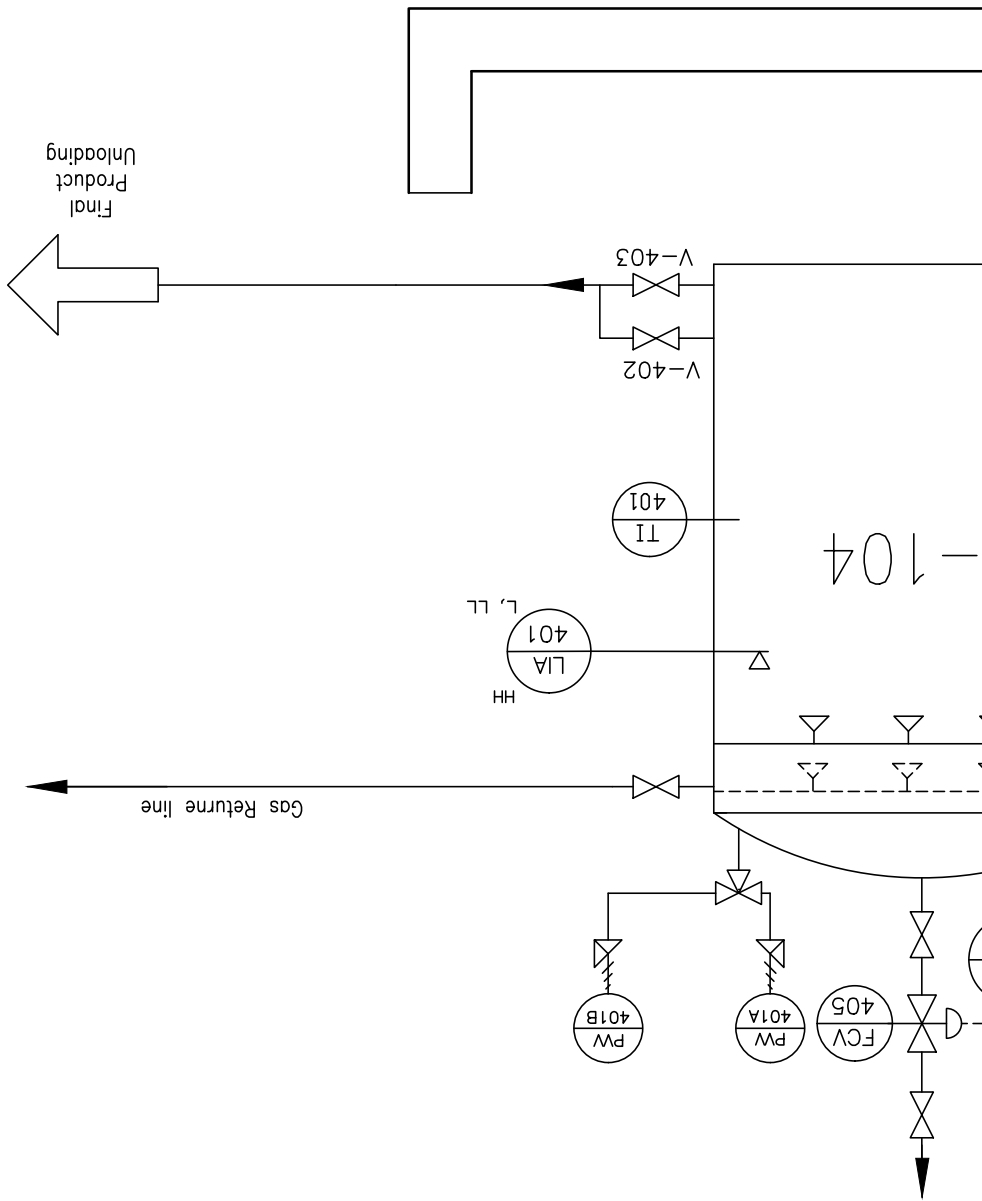 FCV
405
PW
401A
PW
401B
Gas Returne line
HH
LIA
401
L, LL
-104
TI
401
V-402
V-403
Final
Product
Unloading